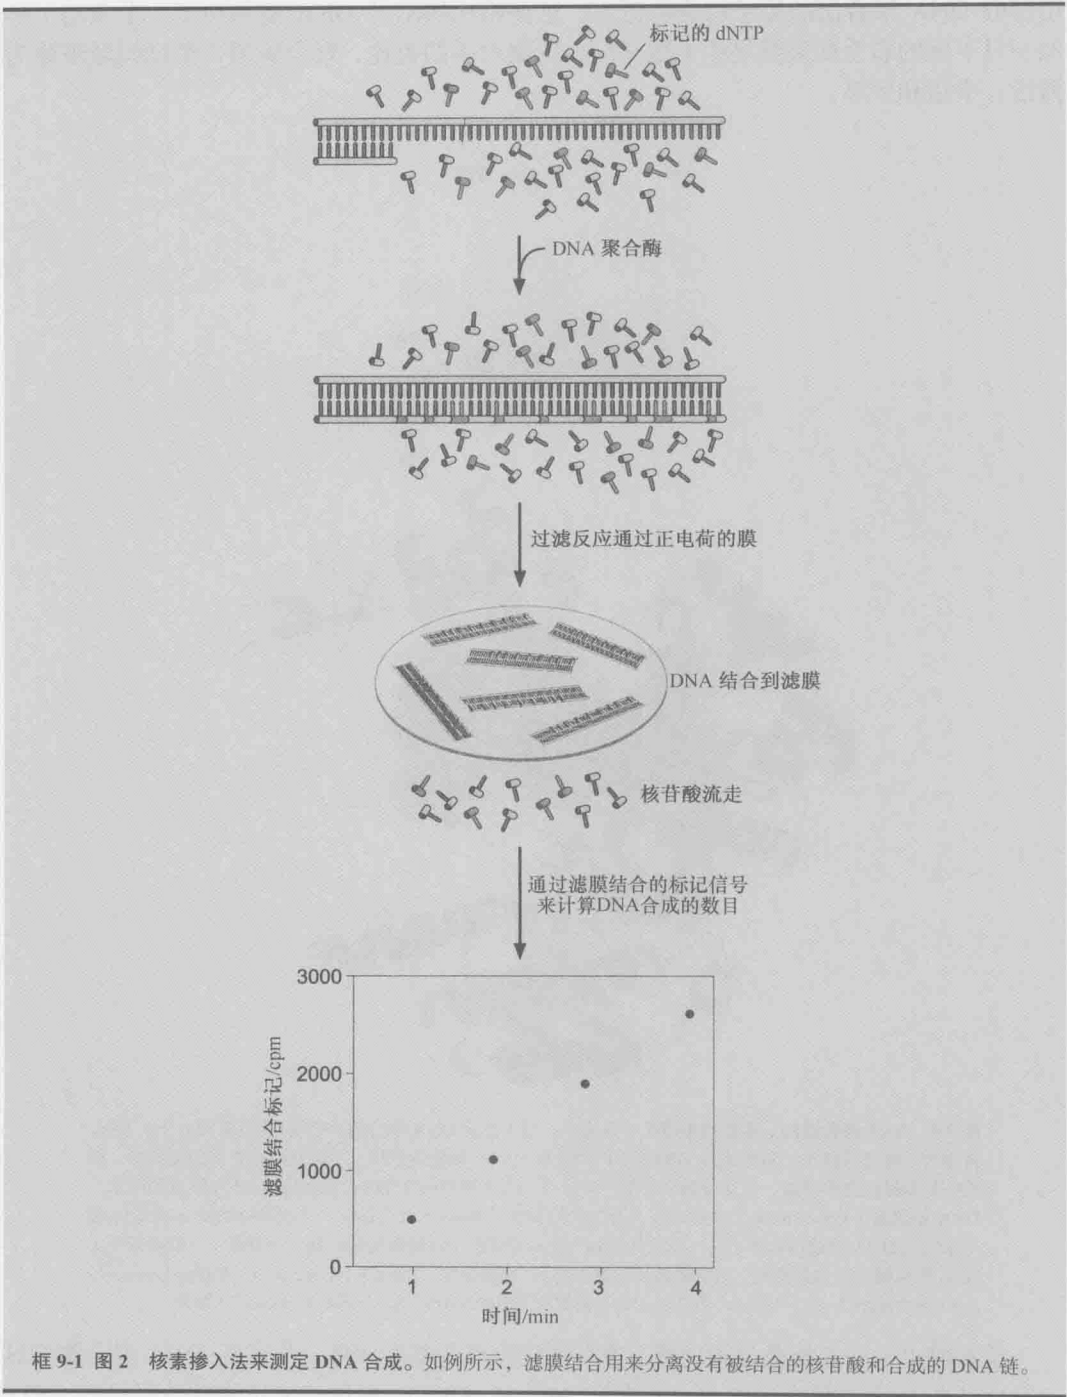 标记的 dNTP
DNA 聚合酶
过滤反应通过正电荷的膜
DNA 结合到滤膜
核苷酸流走
通过滤膜结合的标记信号
来计算DNA合成的数目
滤膜结合标记/cpm
3000
2000
1000
0
1 2 3 4
时间/min
框 9-1 图 2 核素掺入法来测定 DNA 合成。如例所示，滤膜结合用来分离没有被结合的核苷酸和合成的 DNA 链。